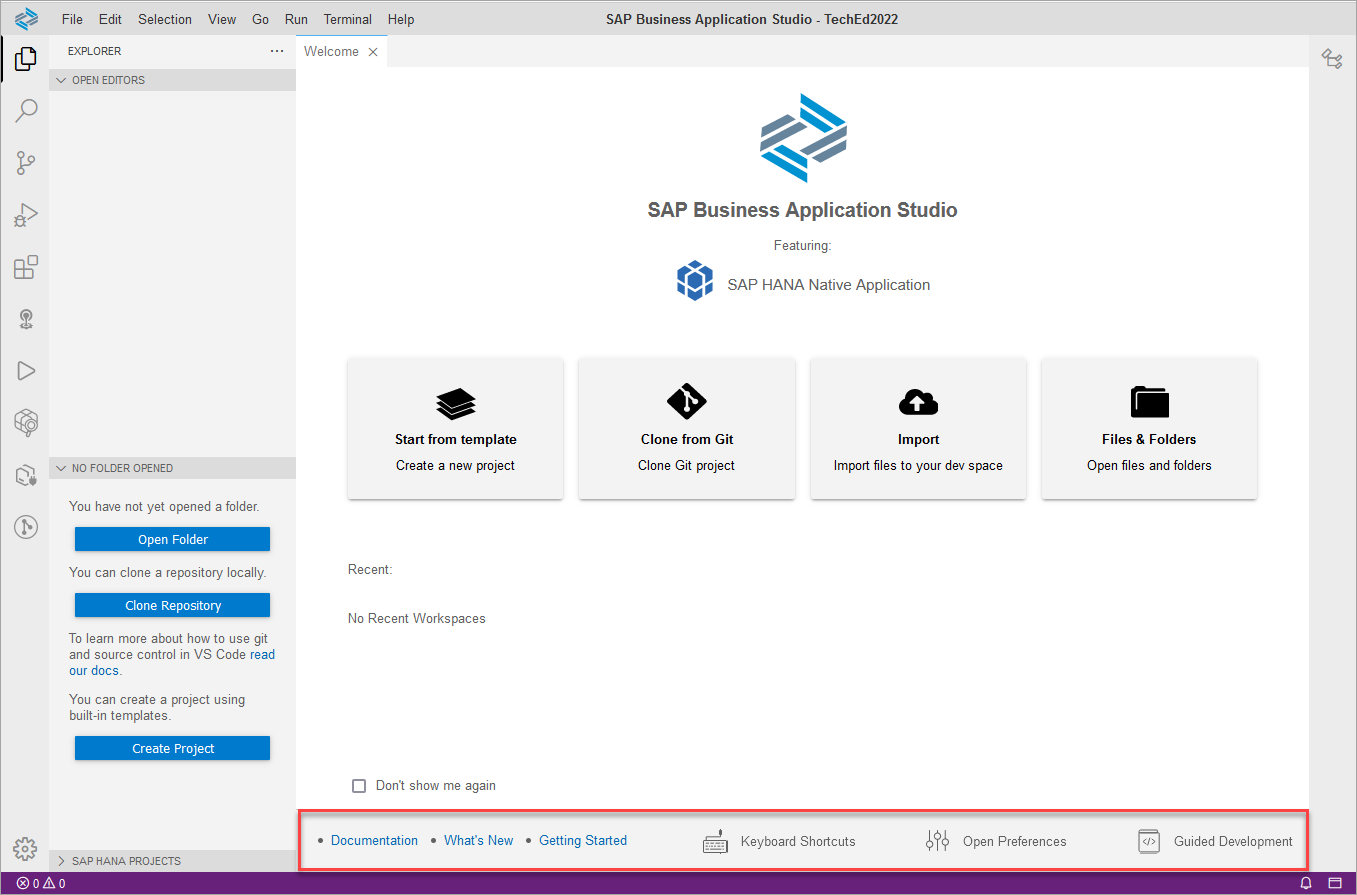 File Edit Selection View Go Run Terminal Help
SAP Business Application Studio - TechEd2022
EXPLORER
OPEN EDITORS
NO FOLDER OPENED
You have not yet opened a folder.
Open Folder
You can clone a repository locally.
Clone Repository
To learn more about how to use git
and source control in VS Code read
our docs.
You can create a project using
built-in templates.
Create Project
SAP HANA PROJECTS
Welcome
SAP Business Application Studio
Featuring:
SAP HANA Native Application
Start from template
Create a new project
Clone from Git
Clone Git project
Import
Import files to your dev space
Files & Folders
Open files and folders
Recent:
No Recent Workspaces
Don't show me again
• Documentation • What's New • Getting Started
Keyboard Shortcuts
Open Preferences
Guided Development
0 0